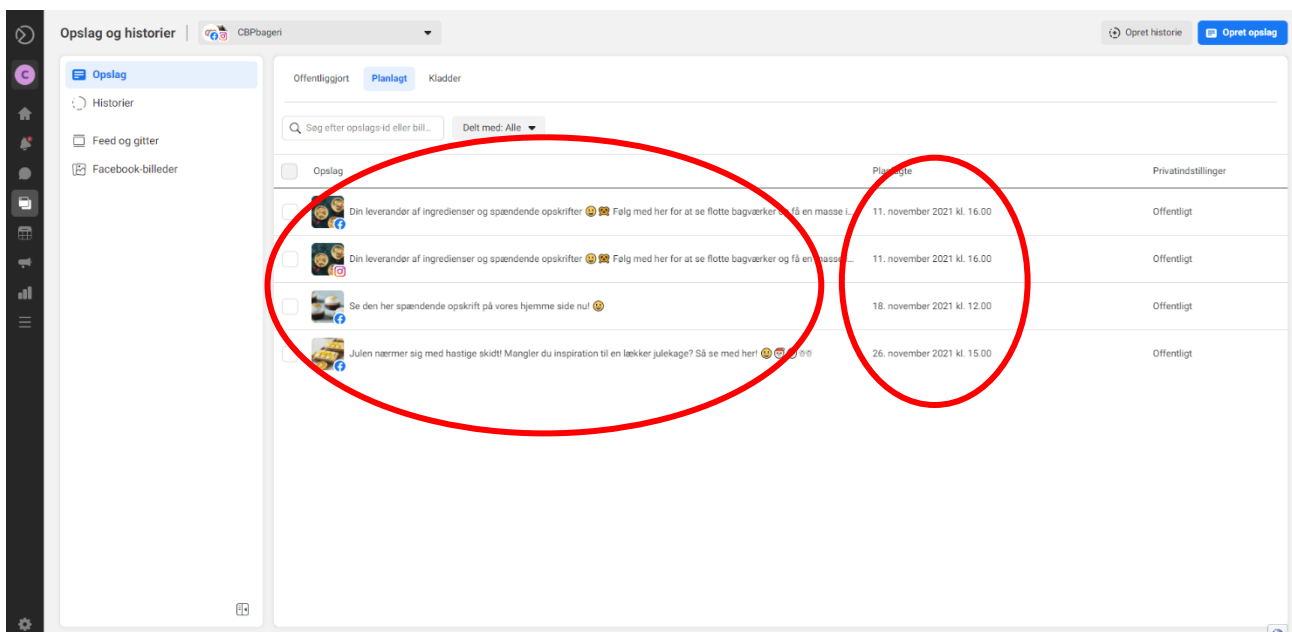 Opslag og historier
CBPbageri
Opret historie
Opret opslag
C
Opslag
Historier
Feed og gitter
Facebook-billeder
Offentliggjort Planlagt Kladder
Søg efter opslags-id eller bill...
Delt med: Alle
Opslag Planlagte Privatindstillinger
Din leverandør af ingredienser og spændende opskrifter 😉 🙈 Følg med her for at se flotte bagværker og få en masse i... 11. november 2021 kl. 16.00 Offentligt
Din leverandør af ingredienser og spændende opskrifter 😉 🙈 Følg med her for at se flotte bagværker og få en masse i... 11. november 2021 kl. 16.00 Offentligt
Se den her spændende opskrift på vores hjemme side nu! 😉 18. november 2021 kl. 12.00 Offentligt
Julen nærmer sig med hastige skidt! Mangler du inspiration til en lækker julekage? Så se med her! 26. november 2021 kl. 15.00 Offentligt